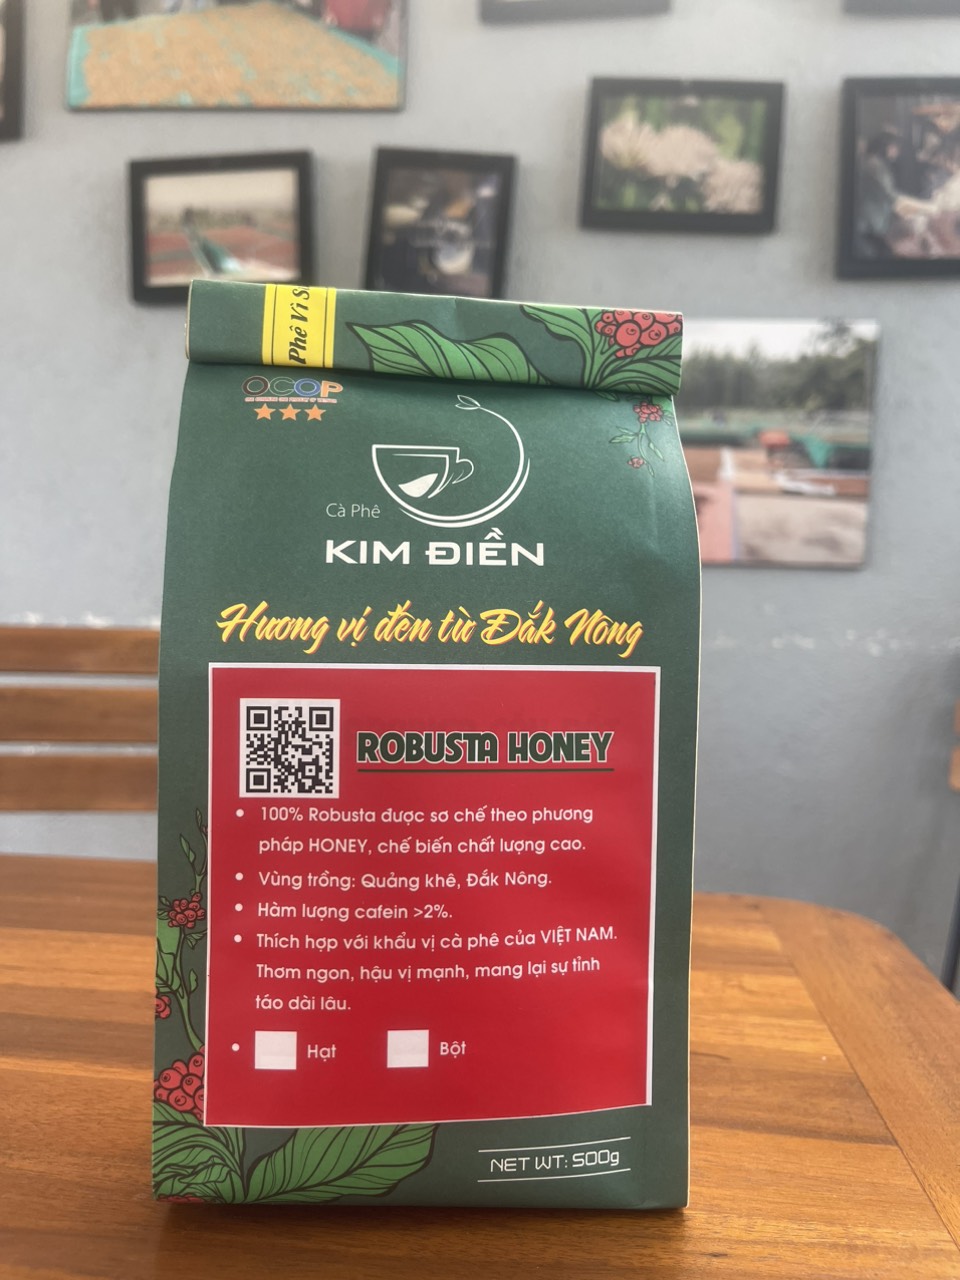 Phê Vì S
OCOP
Cà Phê
KIM ĐIỀN
Hương vị đến từ Đắk Nông
ROBUSTA HONEY
• 100% Robusta được sơ chế theo phương
pháp HONEY, chế biến chất lượng cao.
• Vùng trồng: Quảng khê, Đắk Nông.
• Hàm lượng cafein >2%.
• Thích hợp với khẩu vị cà phê của VIỆT NAM.
Thơm ngon, hậu vị mạnh, mang lại sự tỉnh
táo dài lâu.
• Hạt Bột
NET WT: 500g